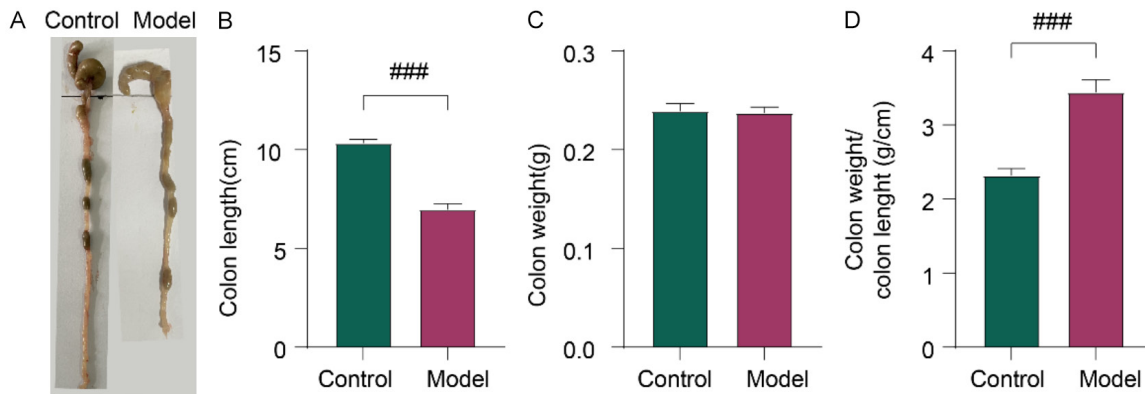 A
Control Model
B
Colon length(cm)
15
10
5
0
###
Control
Model
C
Colon weight(g)
0.3
0.2
0.1
0.0
Control
Model
D
Colon weight/
colon lenght (g/cm)
4
3
2
1
0
###
Control
Model